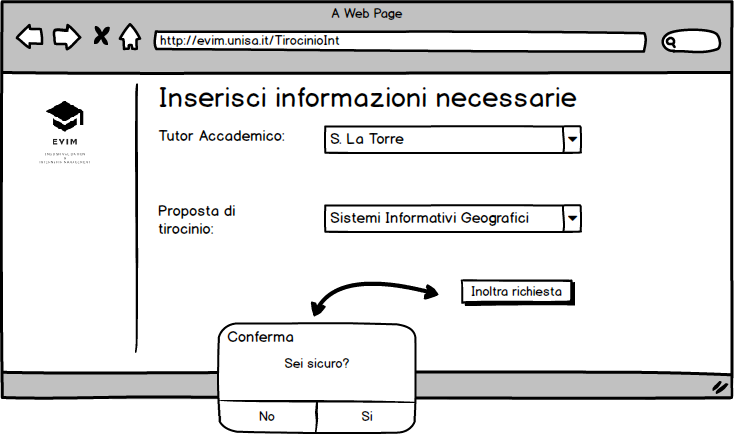 A Web Page
http://evim.unisa.it/TirocinioInt
Inserisci informazioni necessarie
EVIM
Tutor Accademico:
S. La Torre
Proposta di
tirocinio:
Sistemi Informativi Geografici
Inoltra richiesta
Conferma
Sei sicuro?
No
Si